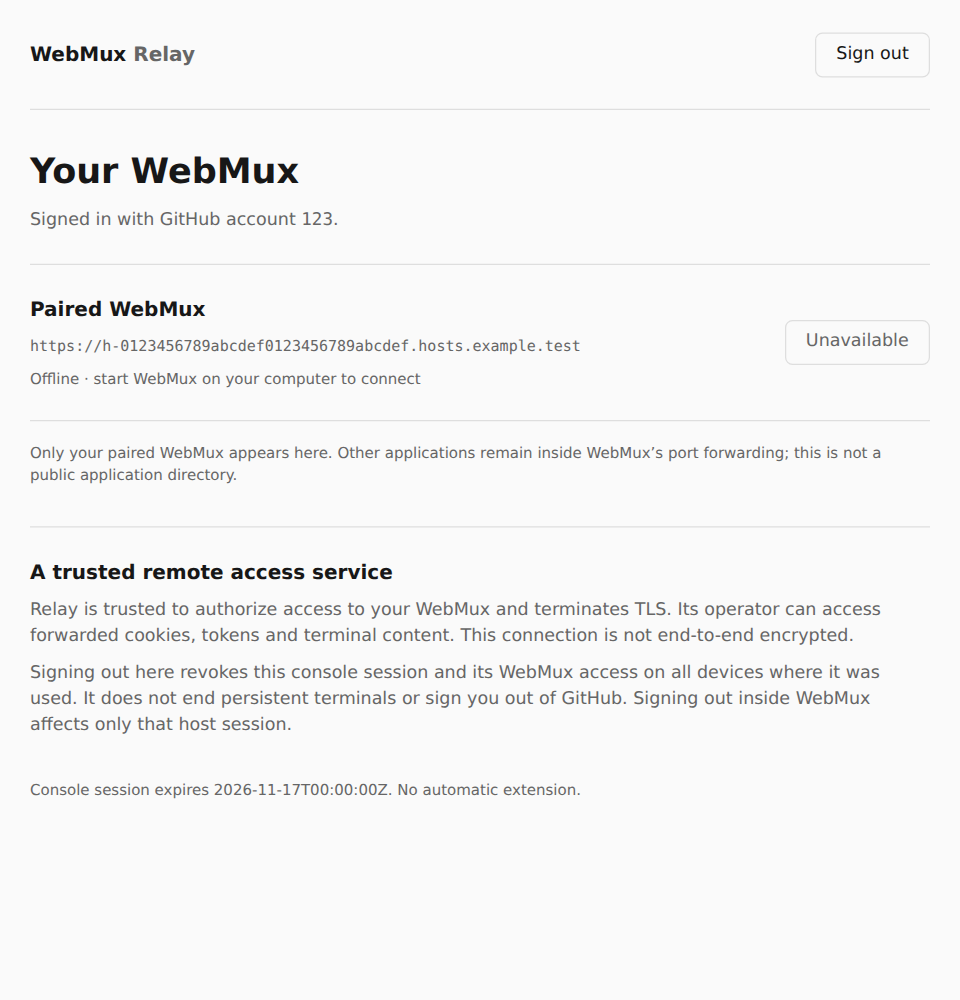 WebMux Relay
Sign out
Your WebMux
Signed in with GitHub account 123.
Paired WebMux
https://h-0123456789abcdef0123456789abcdef.hosts.example.test
Offline · start WebMux on your computer to connect
Unavailable
Only your paired WebMux appears here. Other applications remain inside WebMux’s port forwarding; this is not a
public application directory.
A trusted remote access service
Relay is trusted to authorize access to your WebMux and terminates TLS. Its operator can access
forwarded cookies, tokens and terminal content. This connection is not end-to-end encrypted.
Signing out here revokes this console session and its WebMux access on all devices where it was
used. It does not end persistent terminals or sign you out of GitHub. Signing out inside WebMux
affects only that host session.
Console session expires 2026-11-17T00:00:00Z. No automatic extension.